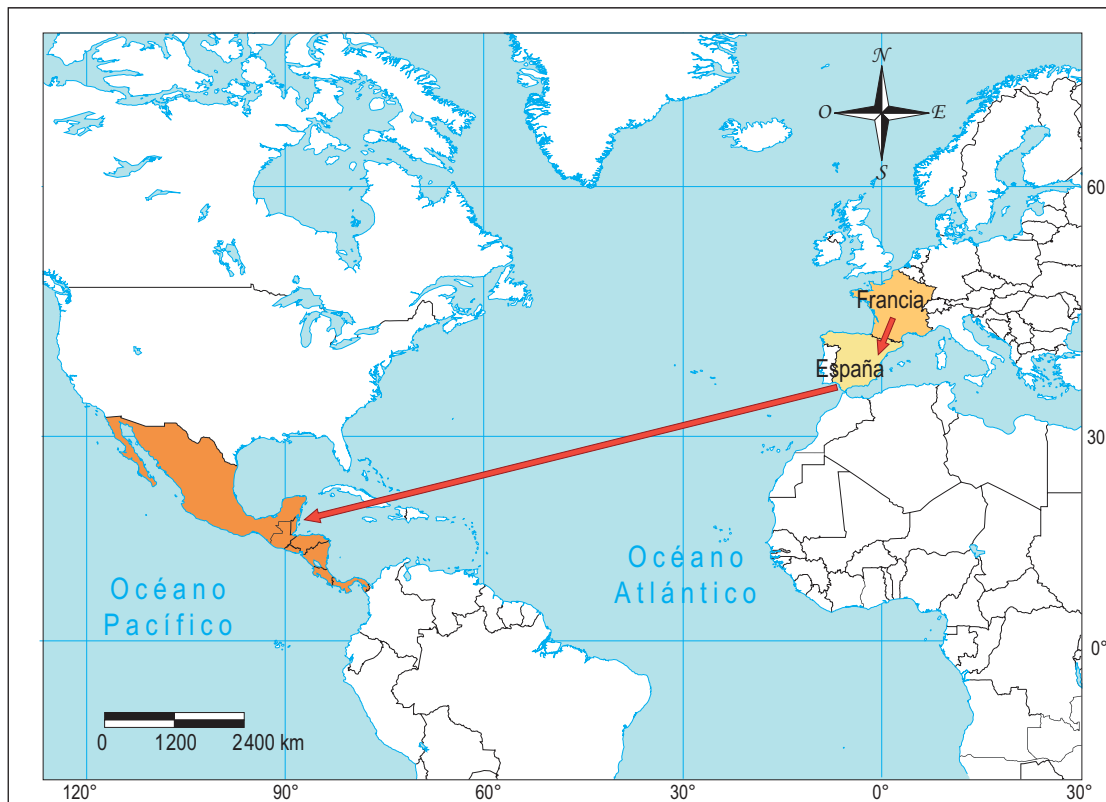 N
O
E
S
60
Francia
España
30
Océano
Atlántico
Océano
Pacífico
0°
0 1200 2400 km
120° 90° 60° 30° 0° 30°